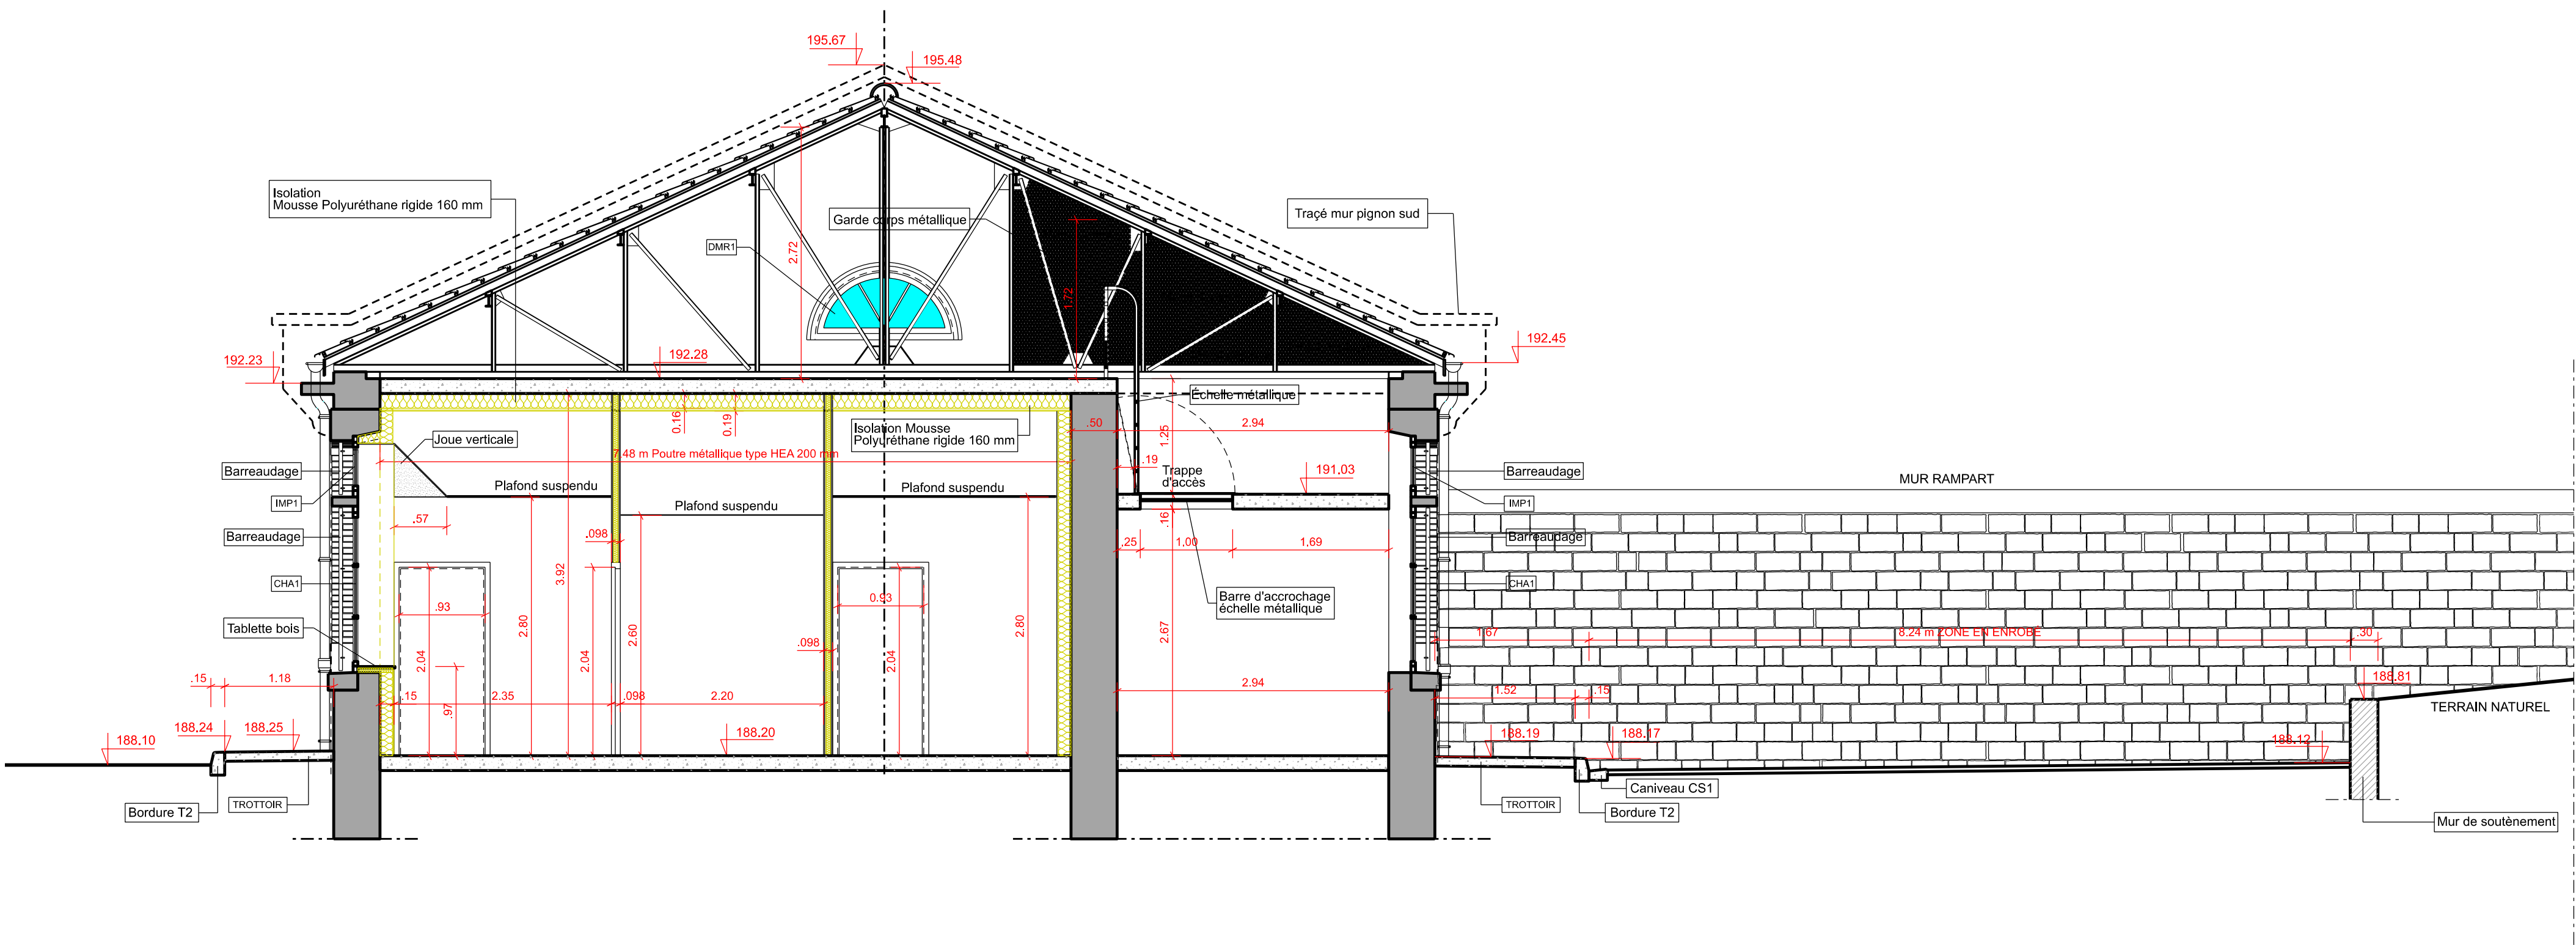 195.67
195.48
Isolation
Mousse Polyuréthane rigide 160 mm
Garde corps métallique
Traçé mur pignon sud
DMR1
2.72
1.72
192.23
192.28
192.45
Échelle métallique
0.16
0.19
Isolation Mousse
Polyuréthane rigide 160 mm
.50
2.94
1.25
Joue verticale
7.48 m Poutre métallique type HEA 200 mm
.19
Trappe
d'accès
191.03
Barreaudage
Barreaudage
MUR RAMPART
Plafond suspendu
Plafond suspendu
Plafond suspendu
IMP1
IMP1
.57
.16
Barreaudage
Barreaudage
.098
.25
1.00
1.69
3.92
CHA1
CHA1
.93
0.93
Barre d'accrochage
échelle métallique
Tablette bois
2.80
2.60
2.80
2.67
1.67
8.24 m ZONE EN ENROBÉ
.30
.098
2.04
2.04
2.04
.15
1.18
.15
2.35
.098
2.20
.97
2.94
1.52
.15
188.81
TERRAIN NATUREL
188.10
188.24
188.25
188.20
188.19
188.17
188.12
Bordure T2
TROTTOIR
TROTTOIR
Caniveau CS1
Bordure T2
Mur de soutènement